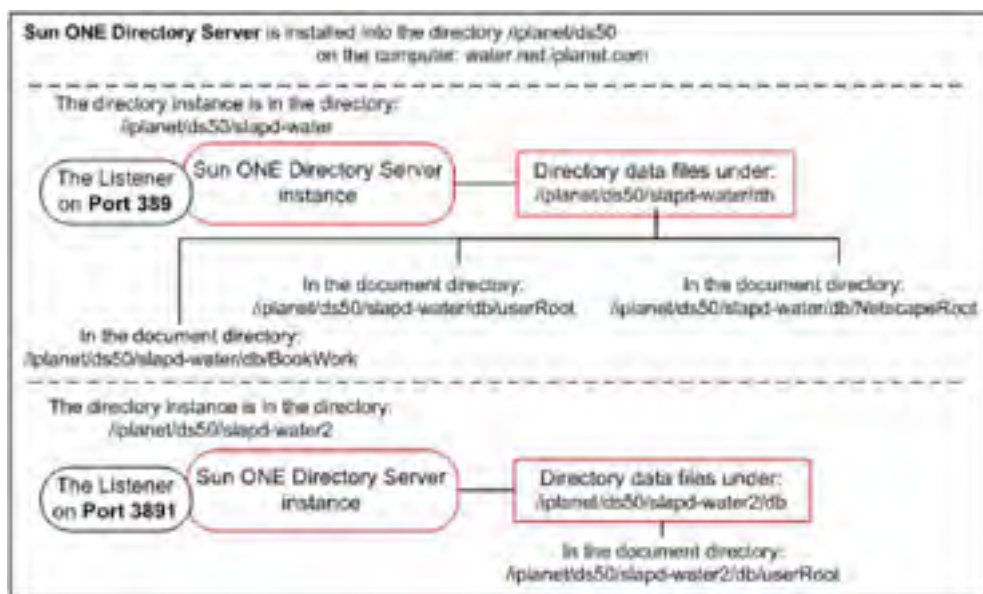 Sun ONE Directory Server is installed into the directory /iplanet/ds50
on the computer: water.red.iplanet.com
The directory instance is in the directory:
/iplanet/ds50/slapd-water
The Listener
on Port 389
Sun ONE Directory Server
instance
Directory data files under:
/iplanet/ds50/slapd-water/db
In the document directory:
/iplanet/ds50/slapd-water/db/userRoot
In the document directory:
/iplanet/ds50/slapd-water/db/NetscapeRoot
In the document directory:
/iplanet/ds50/slapd-water/db/BookWork
The directory instance is in the directory:
/iplanet/ds50/slapd-water2
The Listener
on Port 3891
Sun ONE Directory Server
instance
Directory data files under:
/iplanet/ds50/slapd-water2/db
In the document directory:
/iplanet/ds50/slapd-water2/db/userRoot